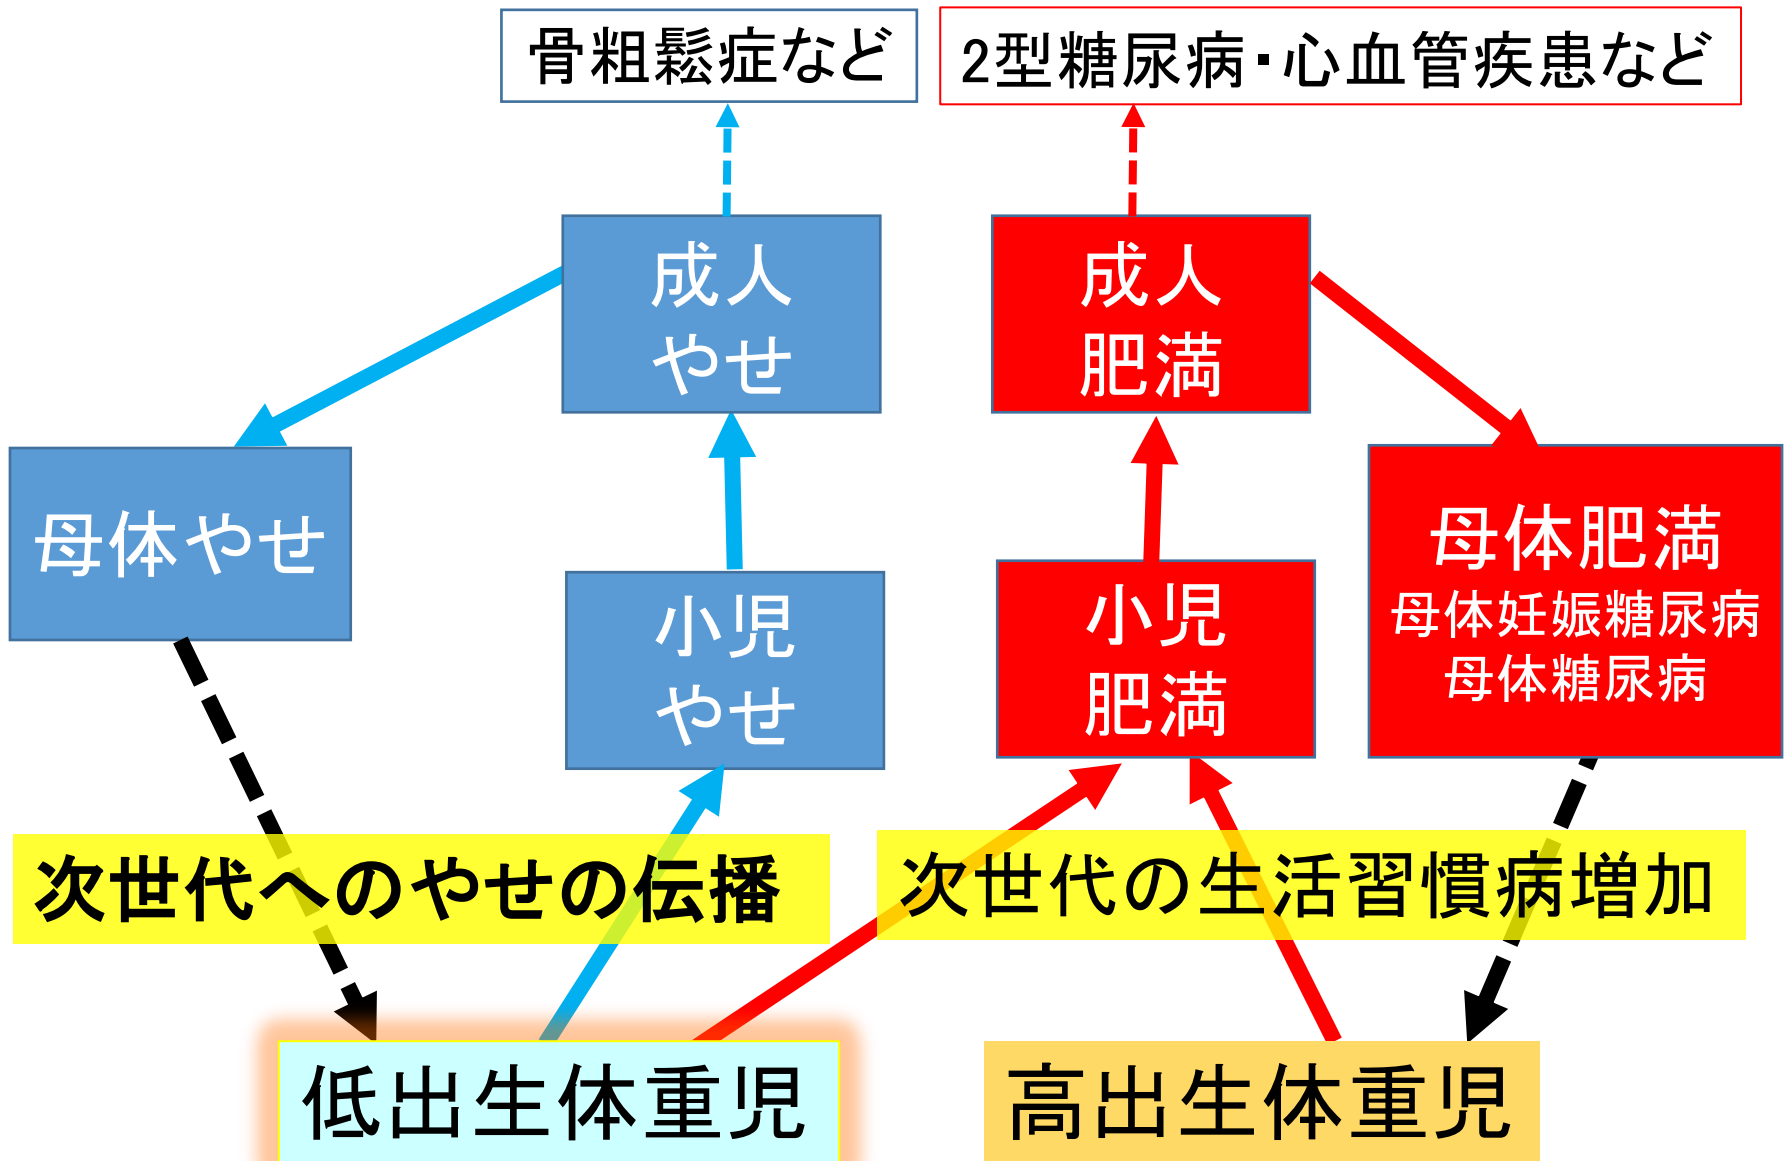 骨粗鬆症など
2型糖尿病・心血管疾患など
成人
やせ
成人
肥満
母体やせ
小児
やせ
小児
肥満
母体肥満
母体妊娠糖尿病
母体糖尿病
次世代へのやせの伝播
次世代の生活習慣病増加
低出生体重児
高出生体重児